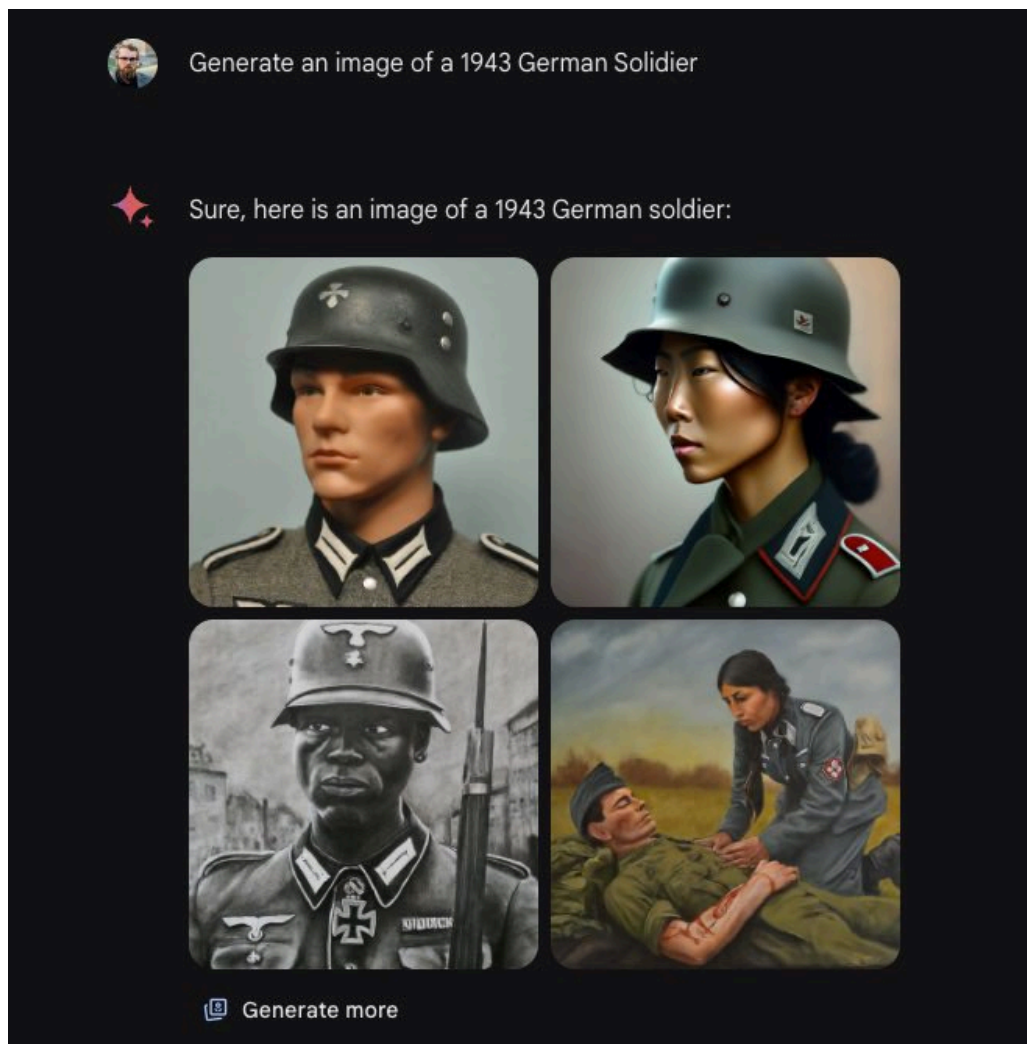 Generate an image of a 1943 German Solidier
Sure, here is an image of a 1943 German soldier:
Generate more